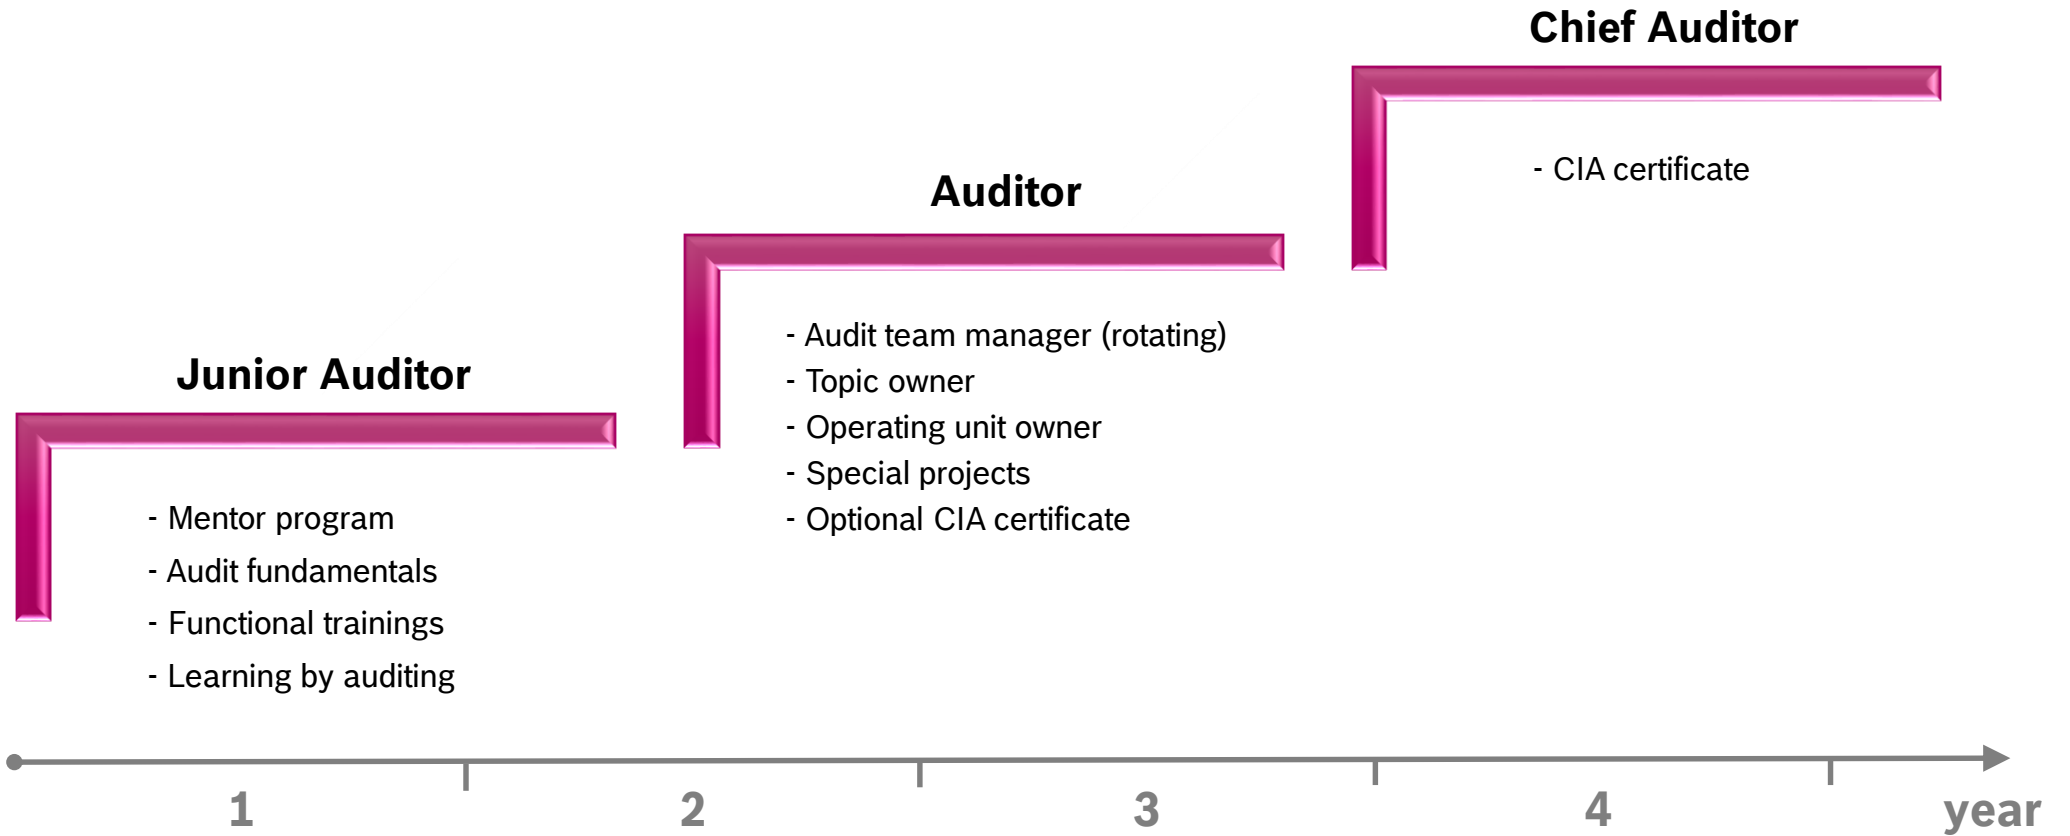 Chief Auditor
- CIA certificate
Auditor
- Audit team manager (rotating)
- Topic owner
- Operating unit owner
- Special projects
- Optional CIA certificate
Junior Auditor
- Mentor program
- Audit fundamentals
- Functional trainings
- Learning by auditing
1 2 3 4 year